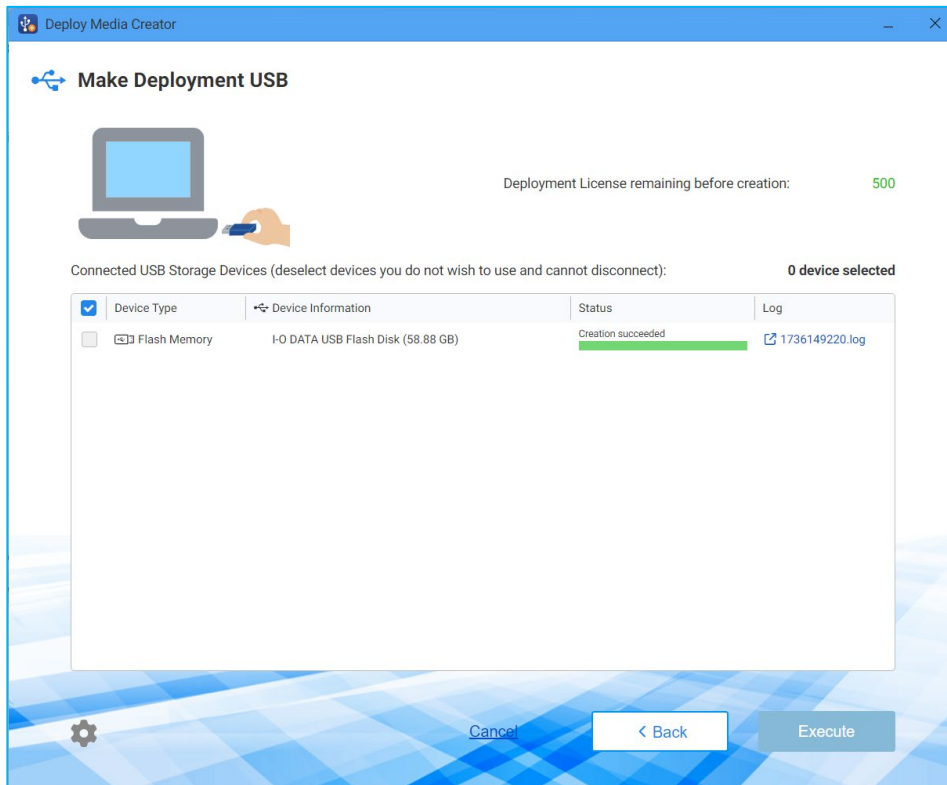 Deploy Media Creator
Make Deployment USB
Deployment License remaining before creation: 500
Connected USB Storage Devices (deselect devices you do not wish to use and cannot disconnect): 0 device selected
Device Type Device Information Status Log
Flash Memory I-O DATA USB Flash Disk (58.88 GB) Creation succeeded 1736149220.log
Cancel < Back Execute